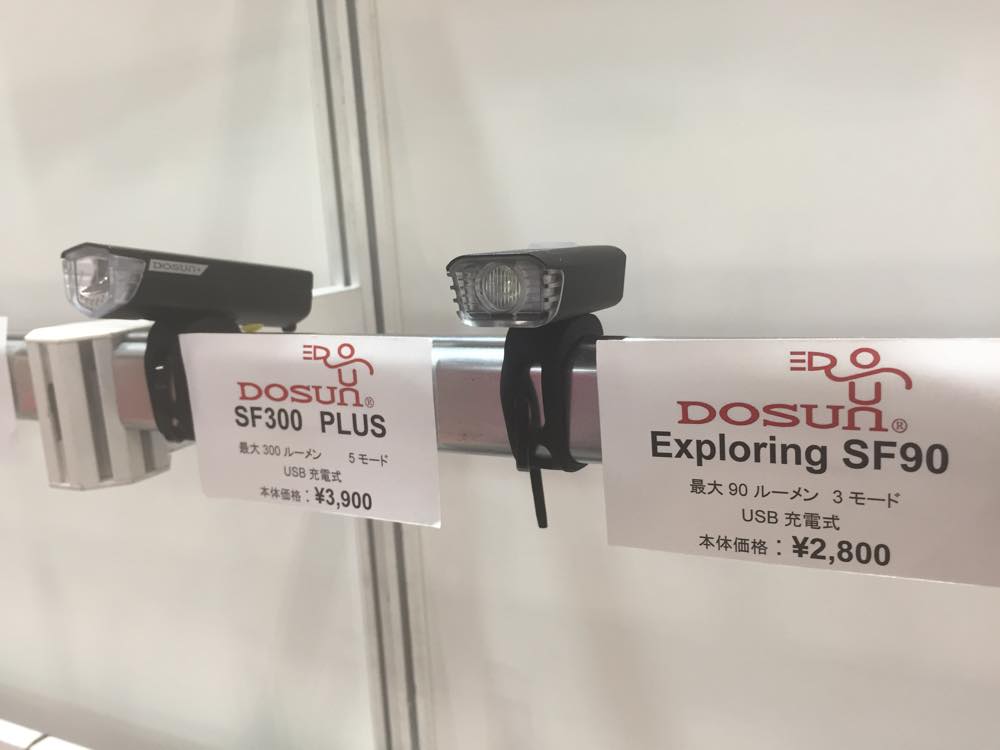 DOSUN+
DOSUN®
SF300 PLUS
最大 300 ルーメン 5 モード
USB 充電式
本体価格：¥3,900
DOSUN®
Exploring SF90
最大 90 ルーメン 3 モード
USB 充電式
本体価格：¥2,800